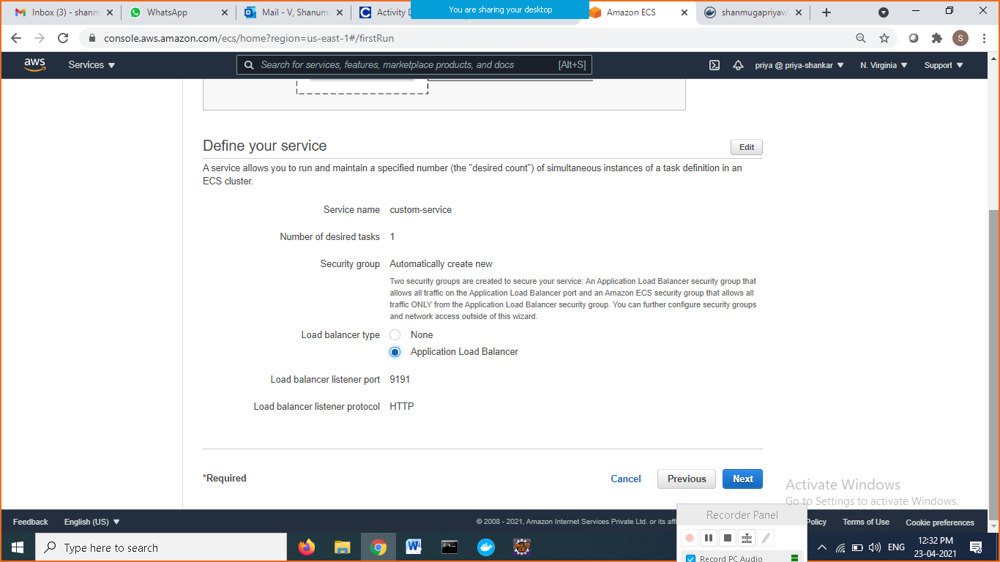 Inbox (3) - shanm
WhatsApp
Mail - V, Shanum
Activity D
You are sharing your desktop
Amazon ECS
shanmugapriyav/
console.aws.amazon.com/ecs/home?region=us-east-1#/firstRun
S
aws
Services
Search for services, features, marketplace products, and docs
[Alt+S]
priya @ priya-shankar
N. Virginia
Support
Define your service
Edit
A service allows you to run and maintain a specified number (the "desired count") of simultaneous instances of a task definition in an
ECS cluster.
Service name custom-service
Number of desired tasks 1
Security group Automatically create new
Two security groups are created to secure your service: An Application Load Balancer security group that
allows all traffic on the Application Load Balancer port and an Amazon ECS security group that allows all
traffic ONLY from the Application Load Balancer security group. You can further configure security groups
and network access outside of this wizard.
Load balancer type None
Application Load Balancer
Load balancer listener port 9191
Load balancer listener protocol HTTP
*Required
Cancel
Previous
Next
Activate Windows
Go to Settings to activate Windows.
Feedback
English (US)
© 2008 - 2021, Amazon Internet Services Private Ltd. or its affi
Policy
Terms of Use
Cookie preferences
Recorder Panel
Record PC Audio
Type here to search
ENG
12:32 PM
23-04-2021